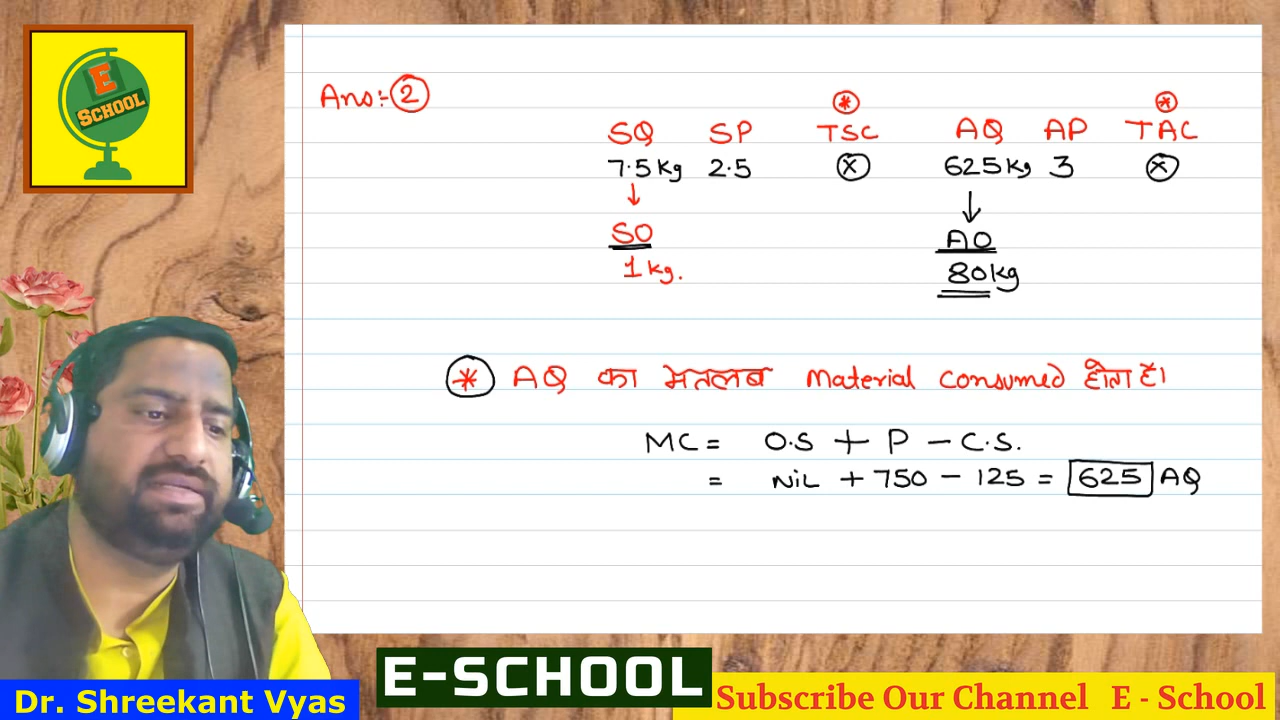 E
SCHOOL
Ans:- 2
* *
SQ SP TSC AQ AP TAC
7.5 kg 2.5 x 625 kg 3 x
↓ ↓
SO AO
1 kg. 80 kg
* AQ का मतलब Material Consumed होता है।
MC = O.S + P - C.S.
= NiL + 750 - 125 = 625 AQ
E-SCHOOL
Dr. Shreekant Vyas
Subscribe Our Channel E - School